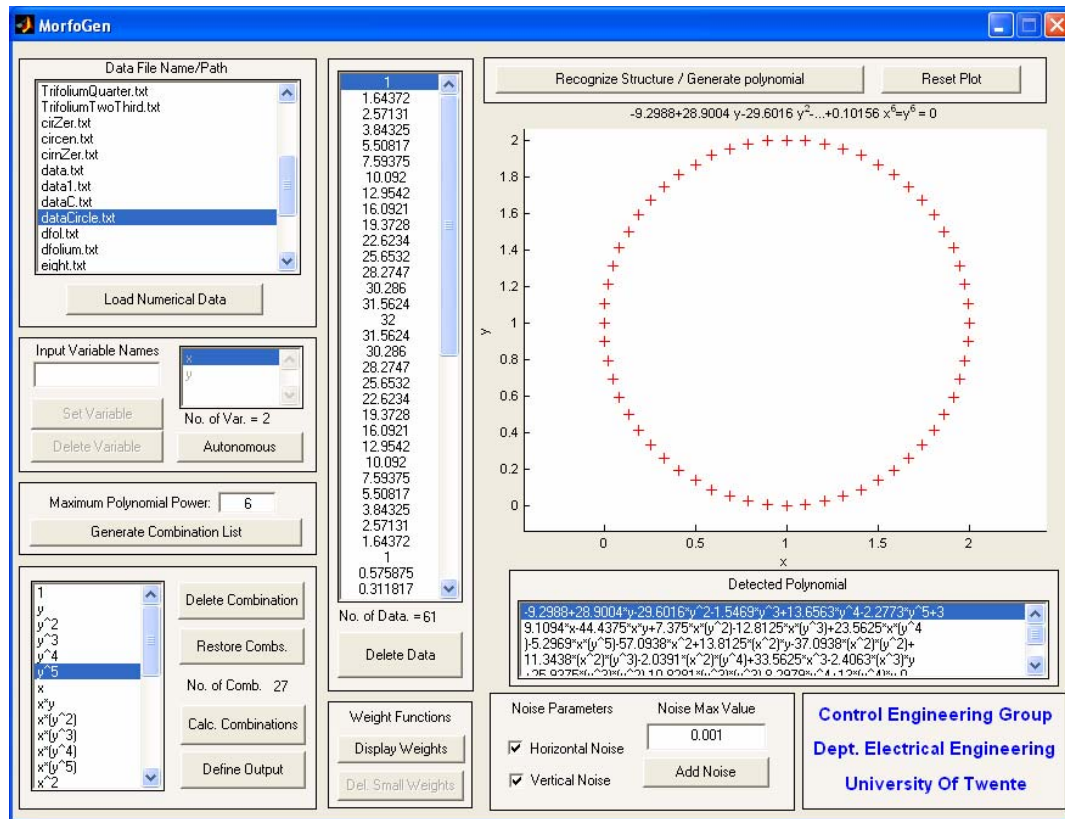 MorfoGen
Data File Name/Path
TrifoliumQuarter.txt
TrifoliumTwoThird.txt
cirZer.txt
circen.txt
cirnZer.txt
data.txt
data1.txt
dataC.txt
dataCircle.txt
dfol.txt
dfolium.txt
eight.txt
Load Numerical Data
Input Variable Names
x
y
Set Variable
No. of Var. = 2
Delete Variable
Autonomous
Maximum Polynomial Power:
6
Generate Combination List
1
y
y^2
y^3
y^4
y^5
x
x*y
x*(y^2)
x*(y^3)
x*(y^4)
x*(y^5)
x^2
Delete Combination
Restore Combs.
No. of Comb. 27
Calc. Combinations
Define Output
1
1.64372
2.57131
3.84325
5.50817
7.59375
10.092
12.9542
16.0921
19.3728
22.6234
25.6532
28.2747
30.286
31.5624
32
31.5624
30.286
28.2747
25.6532
22.6234
19.3728
16.0921
12.9542
10.092
7.59375
5.50817
3.84325
2.57131
1.64372
1
0.575875
0.311817
No. of Data. = 61
Delete Data
Weight Functions
Display Weights
Del. Small Weights
Recognize Structure / Generate polynomial
Reset Plot
-9.2988+28.9004 y-29.6016 y²-...+0.10156 x⁶=y⁶ = 0
2
1.8
1.6
1.4
1.2
1
0.8
0.6
0.4
0.2
0
y
0
0.5
1
1.5
2
x
Detected Polynomial
-9.2988+28.9004*y-29.6016*y^2-1.5469*y^3+13.6563*y^4-2.2773*y^5+3
9.1094*x-44.4375*x*y+7.375*x*(y^2)-12.8125*x*(y^3)+23.5625*x*(y^4
)-5.2969*x*(y^5)-57.0938*x^2+13.8125*(x^2)*y-37.0938*(x^2)*(y^2)+
11.3438*(x^2)*(y^3)-2.0391*(x^2)*(y^4)+33.5625*x^3-2.4063*(x^3)*y
Noise Parameters
Horizontal Noise
Vertical Noise
Noise Max Value
0.001
Add Noise
Control Engineering Group
Dept. Electrical Engineering
University Of Twente